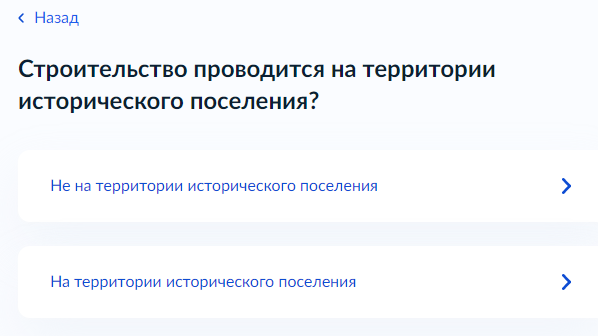 Назад
Строительство проводится на территории
исторического поселения?
Не на территории исторического поселения
На территории исторического поселения